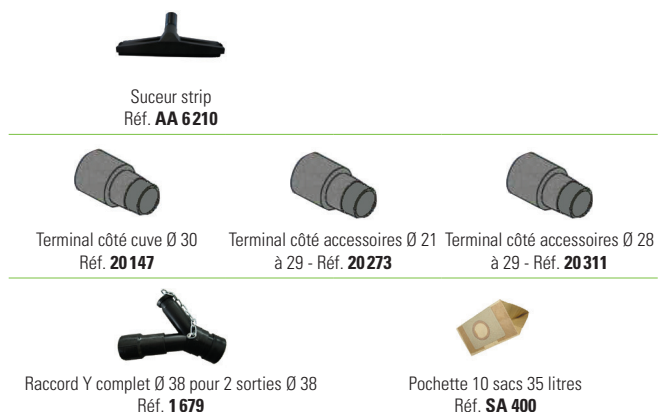 Suceur strip
Réf. AA 6210
Terminal côté cuve Ø 30
Réf. 20147
Terminal côté accessoires Ø 21
à 29 - Réf. 20273
Terminal côté accessoires Ø 28
à 29 - Réf. 20311
Raccord Y complet Ø 38 pour 2 sorties Ø 38
Réf. 1679
Pochette 10 sacs 35 litres
Réf. SA 400